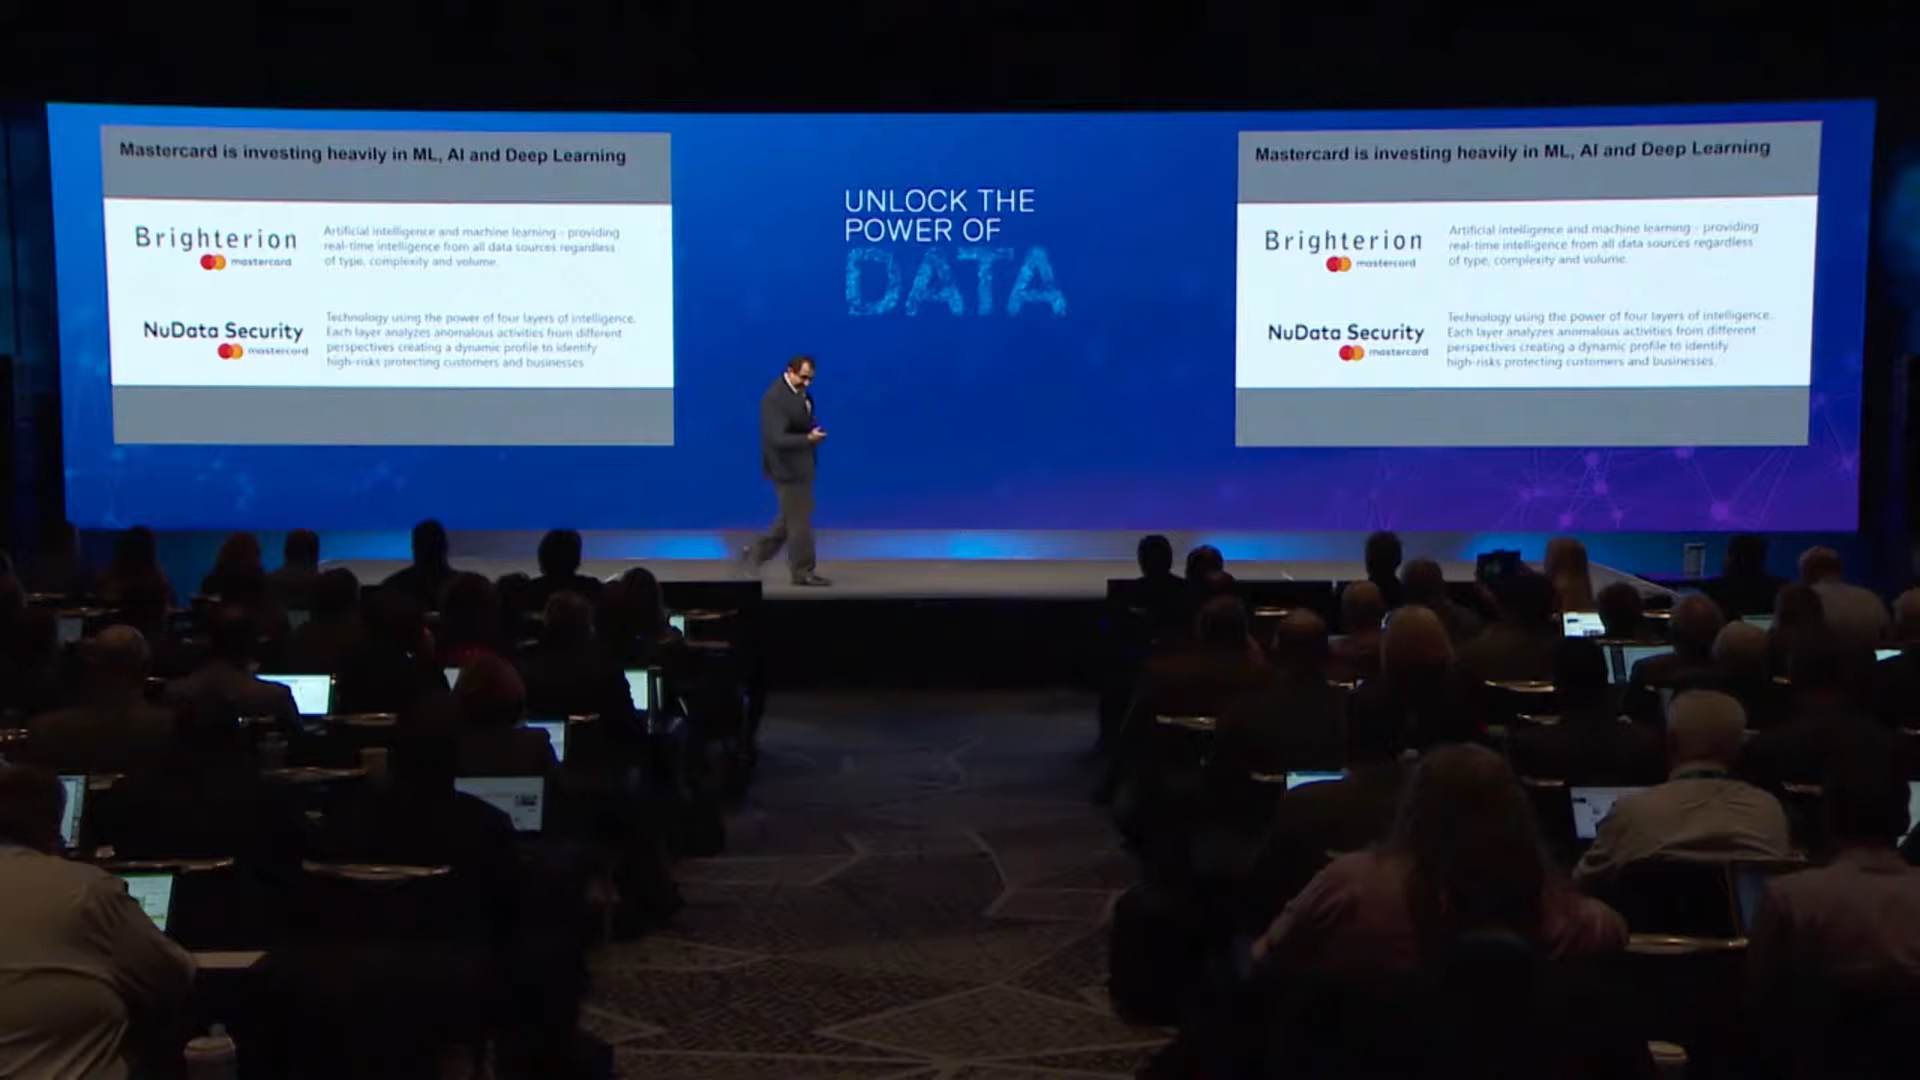 Mastercard is investing heavily in ML, AI and Deep Learning
Brighterion
mastercard
Artificial intelligence and machine learning - providing
real-time intelligence from all data sources regardless
of type, complexity and volume.
NuData Security
mastercard
Technology using the power of four layers of intelligence.
Each layer analyzes anomalous activities from different
perspectives creating a dynamic profile to identify
high-risks protecting customers and businesses
UNLOCK THE
POWER OF
DATA
Mastercard is investing heavily in ML, AI and Deep Learning
Brighterion
mastercard
Artificial intelligence and machine learning - providing
real-time intelligence from all data sources regardless
of type, complexity and volume.
NuData Security
mastercard
Technology using the power of four layers of intelligence.
Each layer analyzes anomalous activities from different
perspectives creating a dynamic profile to identify
high-risks protecting customers and businesses.